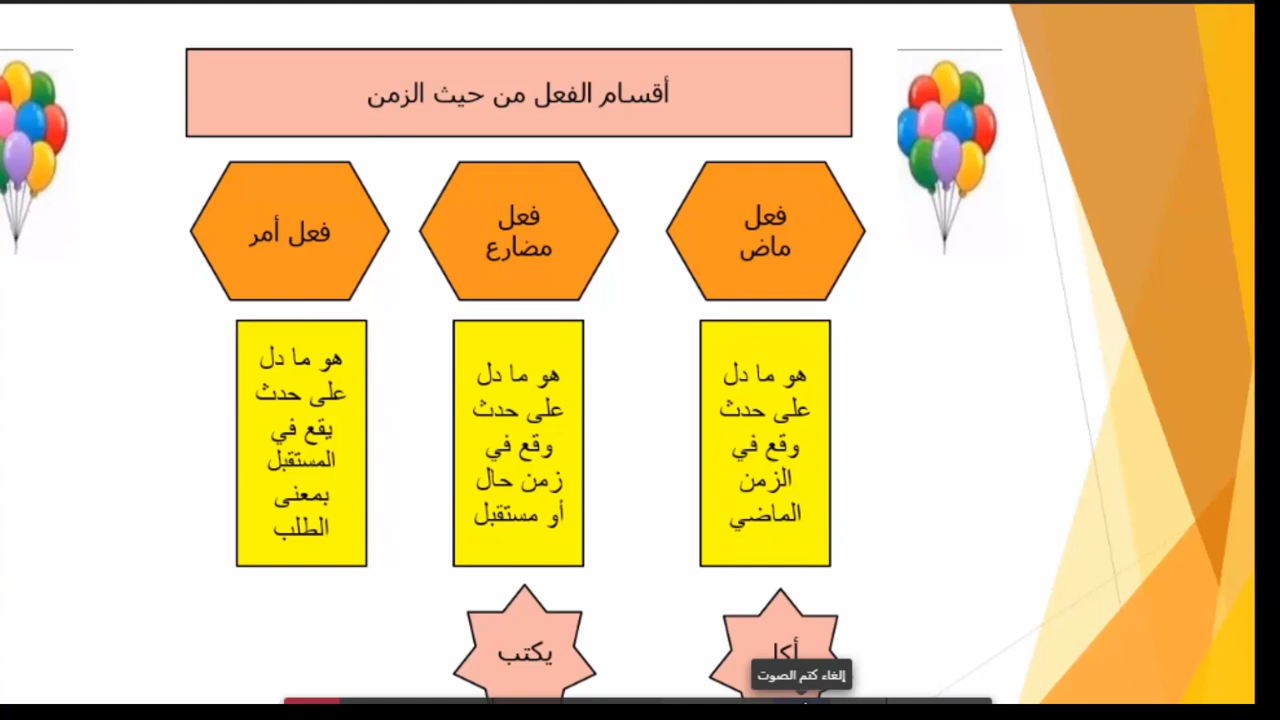 أقسام الفعل من حيث الزمن
فعل
ماض
فعل
مضارع
فعل أمر
هو ما دل
على حدث
وقع في
الزمن
الماضي
هو ما دل
على حدث
وقع في
زمن حال
أو مستقبل
هو ما دل
على حدث
يقع في
المستقبل
بمعنى
الطلب
أكل
يكتب
إلغاء كتم الصوت